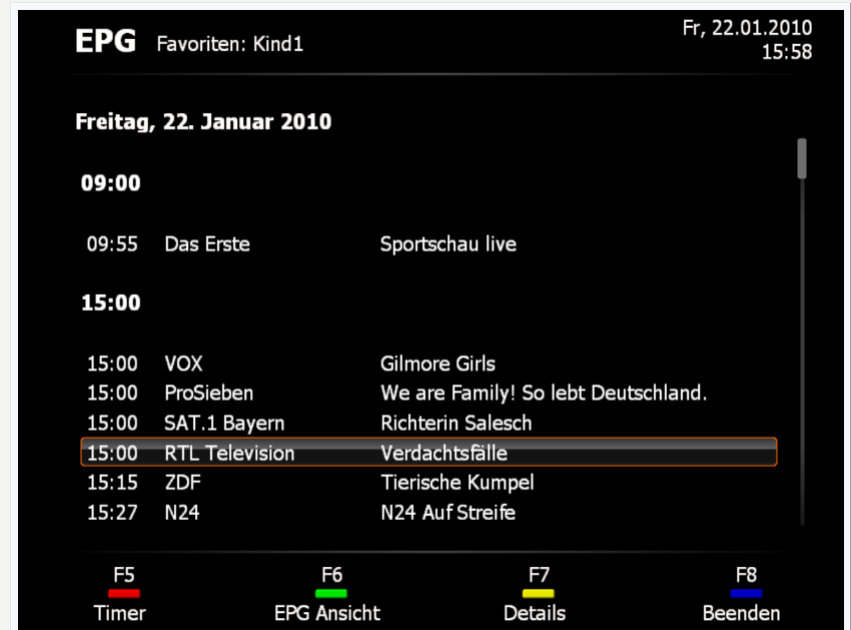 EPG Favoriten: Kind1 Fr, 22.01.2010
15:58
Freitag, 22. Januar 2010
09:00
09:55 Das Erste Sportschau live
15:00
15:00 VOX Gilmore Girls
15:00 ProSieben We are Family! So lebt Deutschland.
15:00 SAT.1 Bayern Richterin Salesch
15:00 RTL Television Verdachtsfälle
15:15 ZDF Tierische Kumpel
15:27 N24 N24 Auf Streife
F5 F6 F7 F8
Timer EPG Ansicht Details Beenden